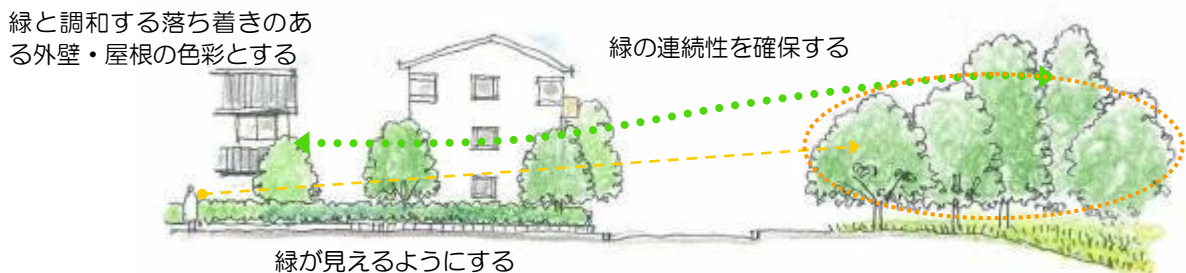 緑と調和する落ち着きのあ
る外壁・屋根の色彩とする
緑の連続性を確保する
緑が見えるようにする